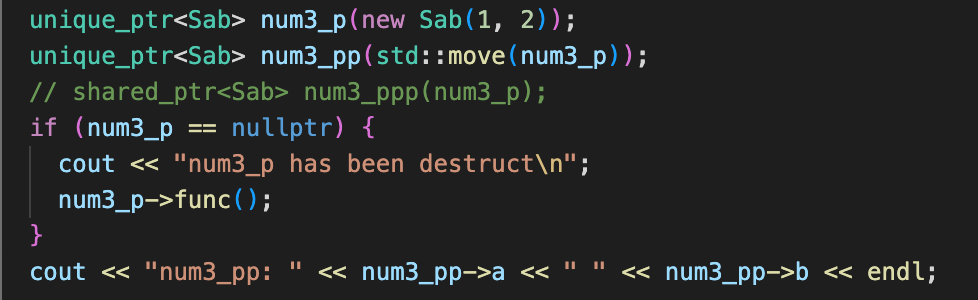 unique_ptr<Sab> num3_p(new Sab(1, 2));
unique_ptr<Sab> num3_pp(std::move(num3_p));
// shared_ptr<Sab> num3_ppp(num3_p);
if (num3_p == nullptr) {
  cout << "num3_p has been destruct\n";
  num3_p->func();
}
cout << "num3_pp: " << num3_pp->a << " " << num3_pp->b << endl;